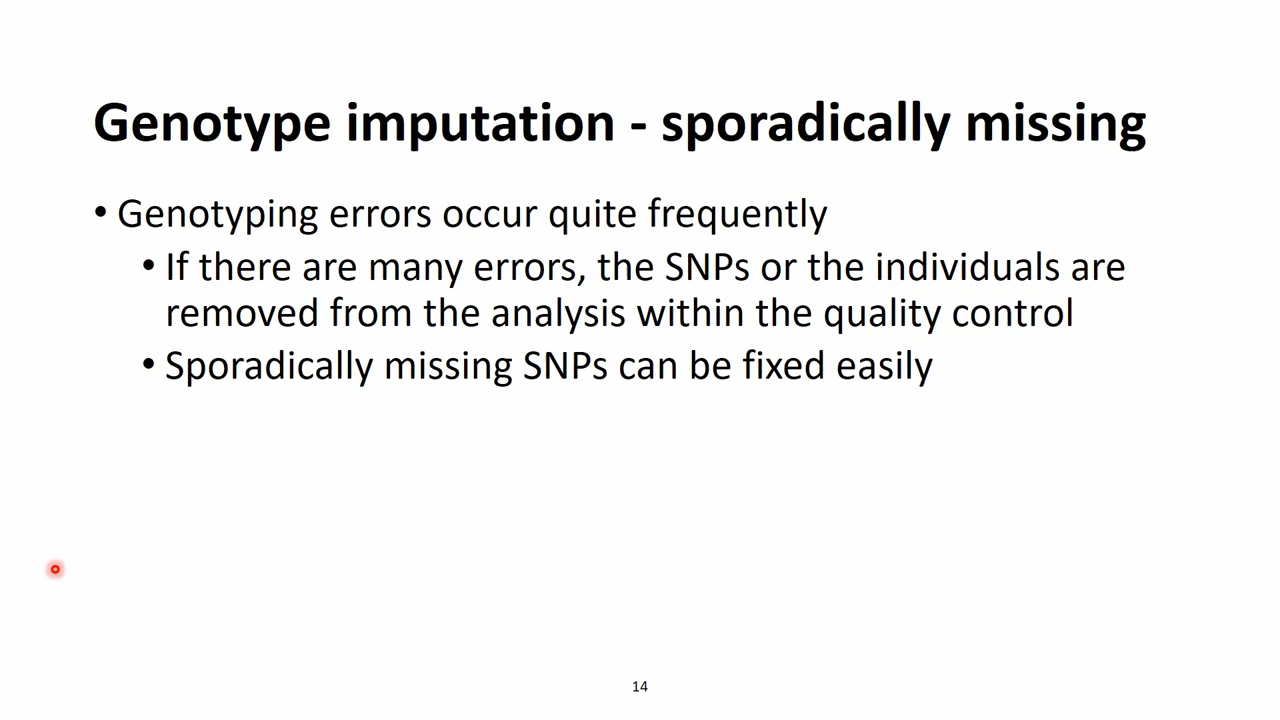 Genotype imputation - sporadically missing
• Genotyping errors occur quite frequently
• If there are many errors, the SNPs or the individuals are
removed from the analysis within the quality control
• Sporadically missing SNPs can be fixed easily
14